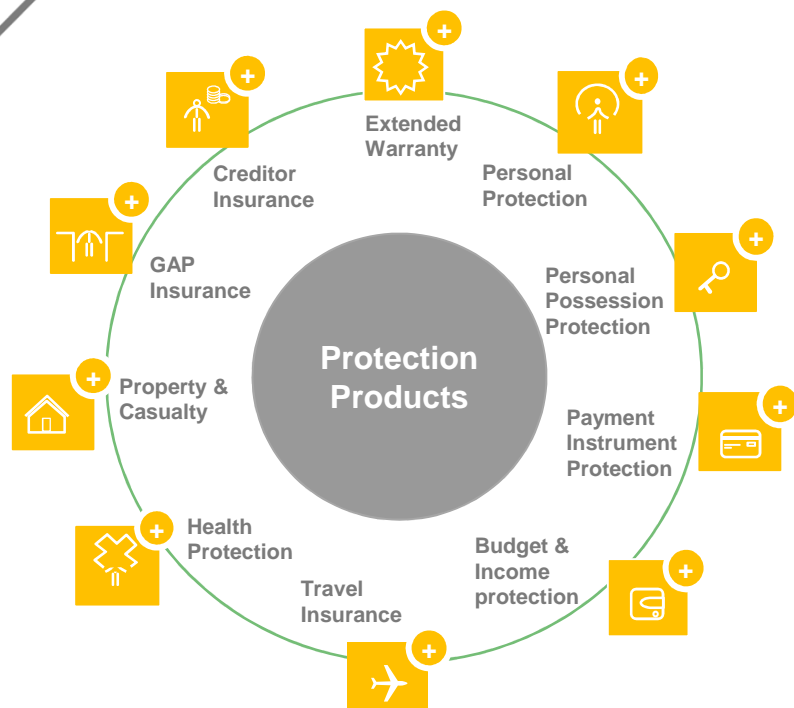 Extended
Warranty
Personal
Protection
Personal
Possession
Protection
Payment
Instrument
Protection
Budget &
Income
protection
Travel
Insurance
Health
Protection
Property &
Casualty
GAP
Insurance
Creditor
Insurance
Protection
Products